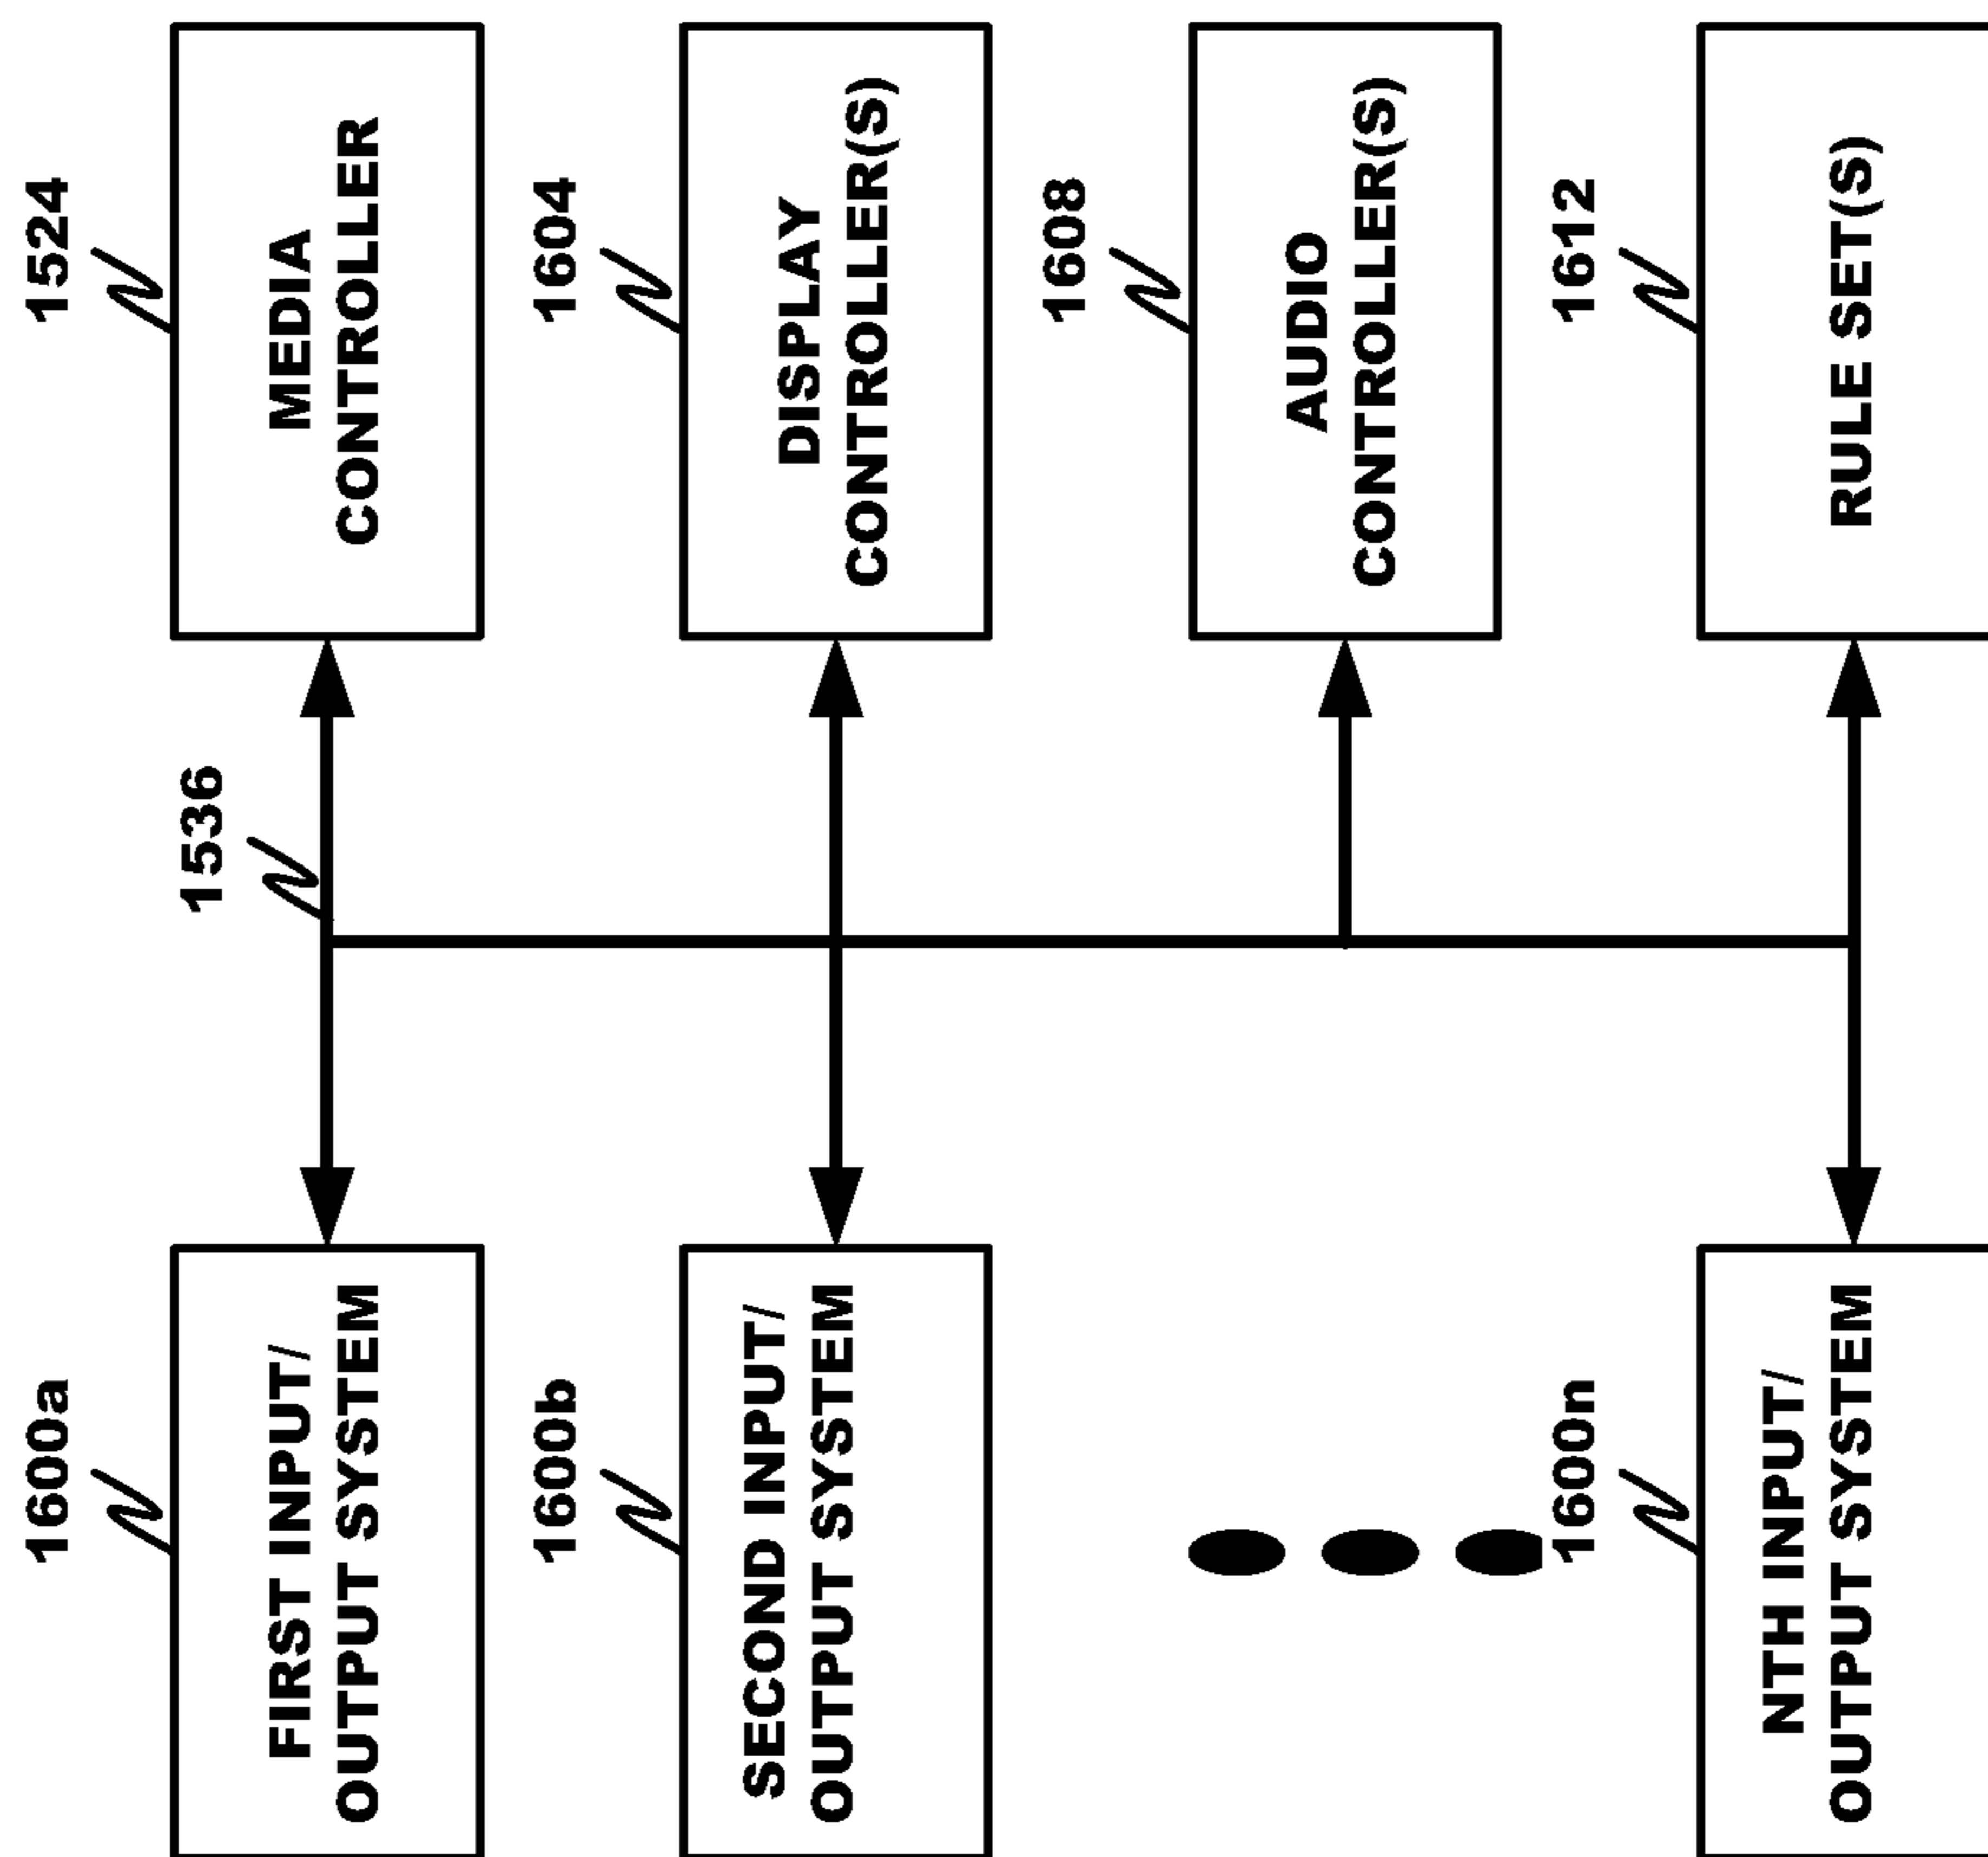 1600a
FIRST INPUT/
OUTPUT SYSTEM
1536
1524
MEDIA
CONTROLLER
1600b
SECOND INPUT/
OUTPUT SYSTEM
1604
DISPLAY
CONTROLLER(S)
1608
AUDIO
CONTROLLER(S)
1600n
NTH INPUT/
OUTPUT SYSTEM
1612
RULE SET(S)